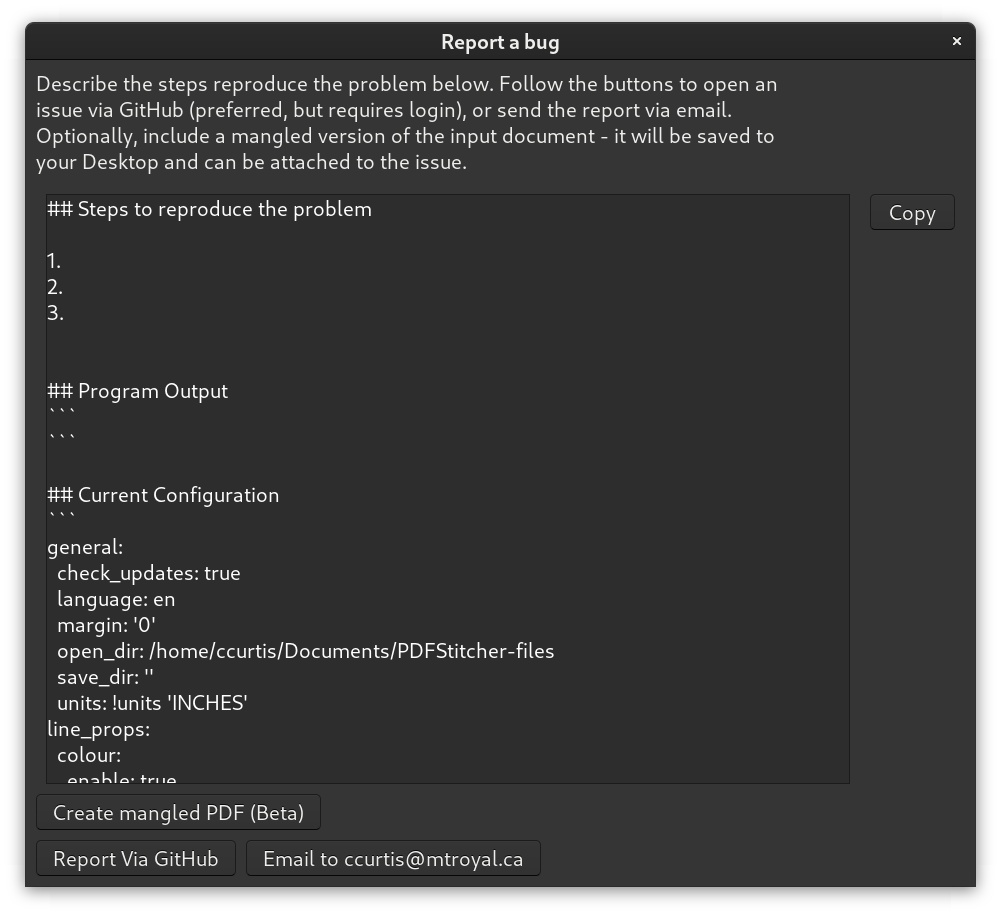 Report a bug
×
Describe the steps reproduce the problem below. Follow the buttons to open an
issue via GitHub (preferred, but requires login), or send the report via email.
Optionally, include a mangled version of the input document - it will be saved to
your Desktop and can be attached to the issue.
## Steps to reproduce the problem
Copy
1.
2.
3.
## Program Output
```
```
## Current Configuration
```
general:
  check_updates: true
  language: en
  margin: '0'
  open_dir: /home/ccurtis/Documents/PDFStitcher-files
  save_dir: ''
  units: !units 'INCHES'
line_props:
  colour:
    enable: true
Create mangled PDF (Beta)
Report Via GitHub
Email to ccurtis@mtroyal.ca